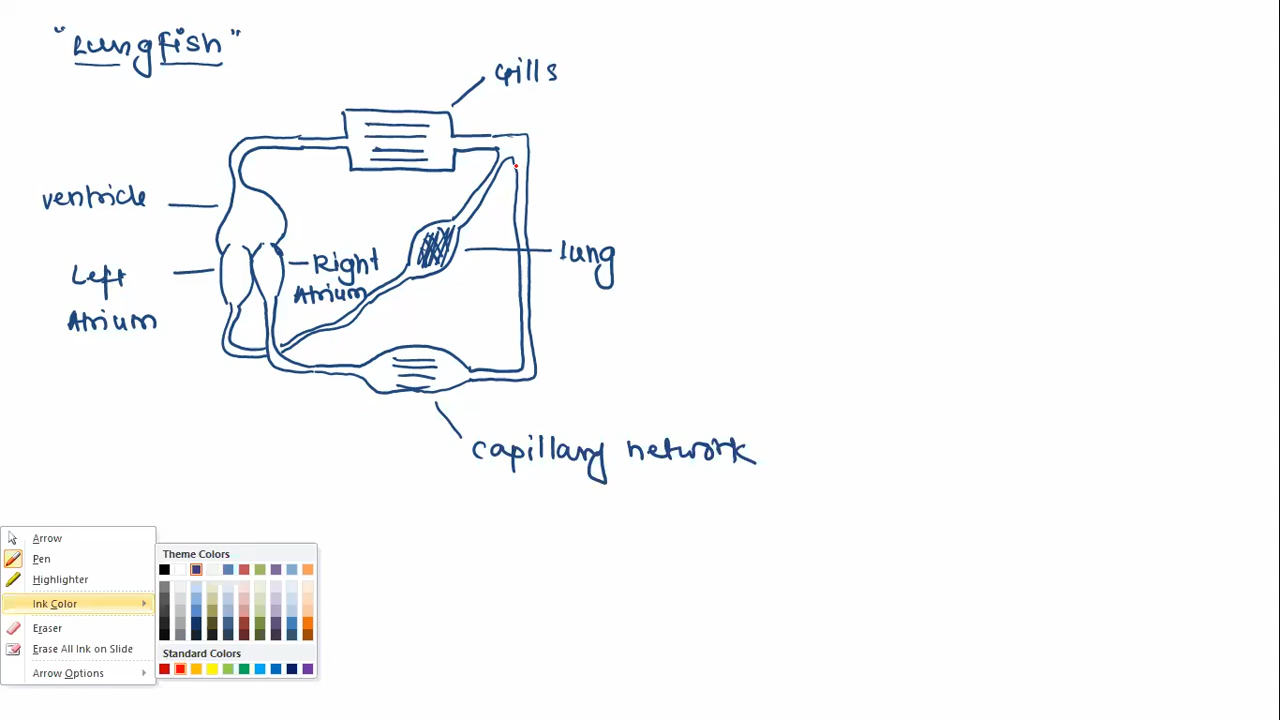 "Lungfish"
Gills
ventricle
Left
Atrium
Right
Atrium
lung
capillary network
Arrow
Pen
Highlighter
Ink Color
Eraser
Erase All Ink on Slide
Arrow Options
Theme Colors
Standard Colors